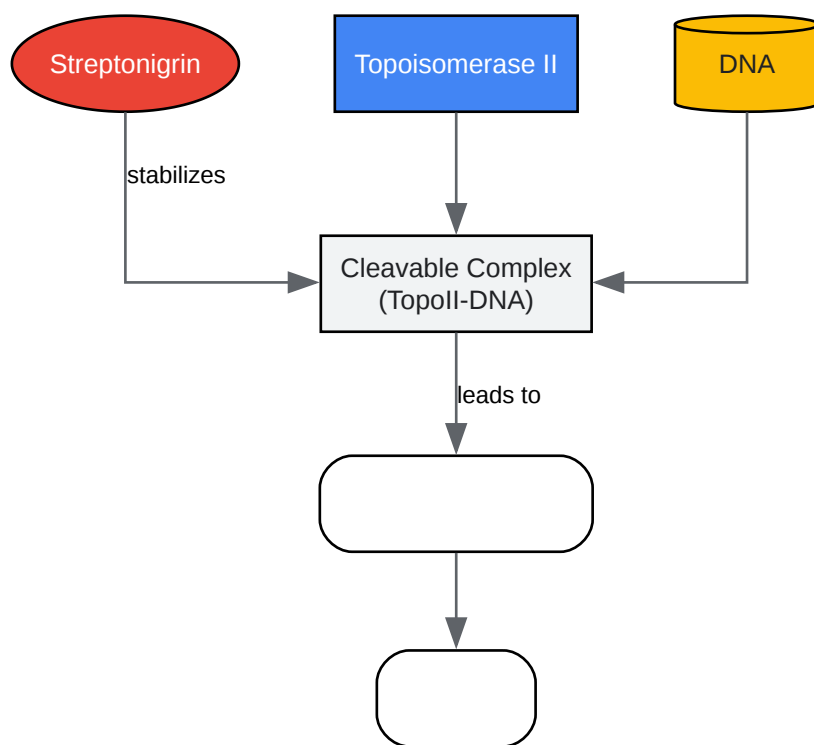 Streptonigrin
Topoisomerase II
DNA
stabilizes
Cleavable Complex
(TopoII-DNA)
leads to